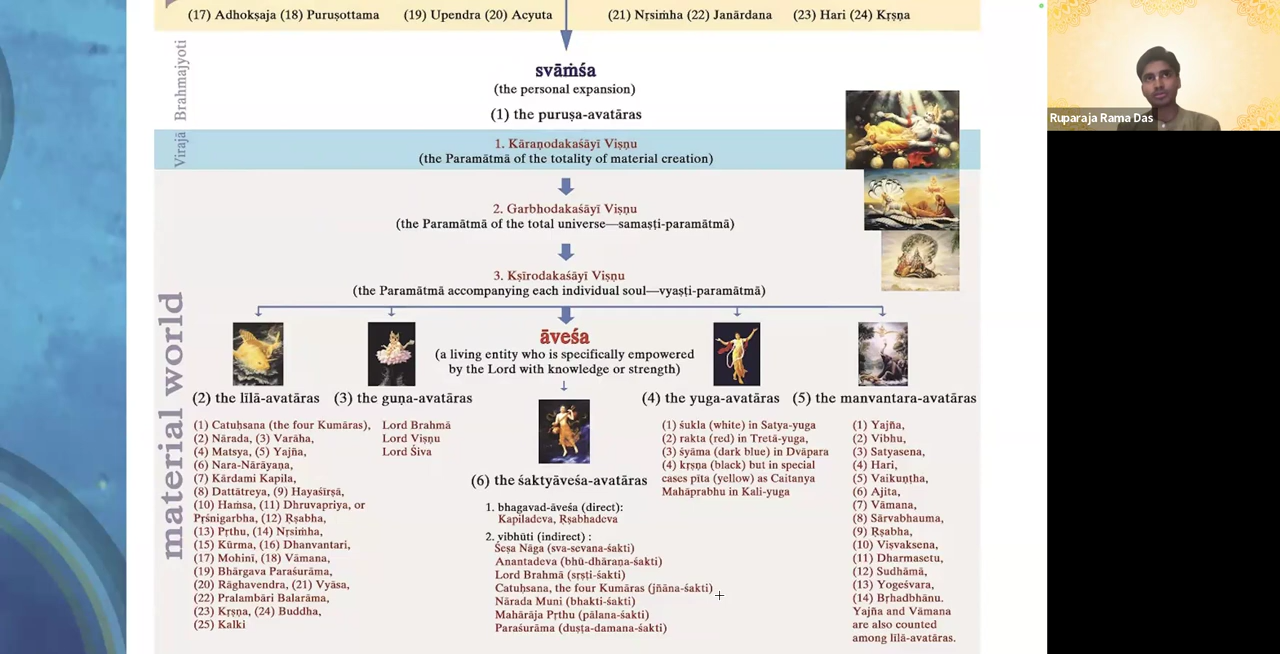 (17) Adhokṣaja (18) Puruṣottama (19) Upendra (20) Acyuta (21) Nṛsiṁha (22) Janārdana (23) Hari (24) Kṛṣṇa
Brahmajyoti
svāṁśa
(the personal expansion)
(1) the puruṣa-avatāras
Virajā
1. Kāraṇodakaśāyī Viṣṇu
(the Paramātmā of the totality of material creation)
2. Garbhodakaśāyī Viṣṇu
(the Paramātmā of the total universe—samaṣṭi-paramātmā)
3. Kṣīrodakaśāyī Viṣṇu
(the Paramātmā accompanying each individual soul—vyaṣṭi-paramātmā)
material world
āveśa
(a living entity who is specifically empowered
by the Lord with knowledge or strength)
(2) the līlā-avatāras
(1) Catuḥsana (the four Kumāras),
(2) Nārada, (3) Varāha,
(4) Matsya, (5) Yajña,
(6) Nara-Nārāyaṇa,
(7) Kārdami Kapila,
(8) Dattātreya, (9) Hayaśīrṣā,
(10) Haṁsa, (11) Dhruvapriya, or
Pṛśnigarbha, (12) Ṛṣabha,
(13) Pṛthu, (14) Nṛsiṁha,
(15) Kūrma, (16) Dhanvantari,
(17) Mohinī, (18) Vāmana,
(19) Bhārgava Paraśurāma,
(20) Rāghavendra, (21) Vyāsa,
(22) Pralambāri Balarāma,
(23) Kṛṣṇa, (24) Buddha,
(25) Kalki
(3) the guṇa-avatāras
Lord Brahmā
Lord Viṣṇu
Lord Śiva
(6) the śaktyāveśa-avatāras
1. bhagavad-āveśa (direct):
Kapiladeva, Ṛṣabhadeva
2. vibhūti (indirect) :
Śeṣa Nāga (sva-sevana-śakti)
Anantadeva (bhū-dhāraṇa-śakti)
Lord Brahmā (sṛṣṭi-śakti)
Catuḥsana, the four Kumāras (jñāna-śakti)
Nārada Muni (bhakti-śakti)
Mahārāja Pṛthu (pālana-śakti)
Paraśurāma (duṣṭa-damana-śakti)
(4) the yuga-avatāras
(1) śukla (white) in Satya-yuga
(2) rakta (red) in Tretā-yuga,
(3) śyāma (dark blue) in Dvāpara
(4) kṛṣṇa (black) but in special
cases pīta (yellow) as Caitanya
Mahāprabhu in Kali-yuga
(5) the manvantara-avatāras
(1) Yajña,
(2) Vibhu,
(3) Satyasena,
(4) Hari,
(5) Vaikuṇṭha,
(6) Ajita,
(7) Vāmana,
(8) Sārvabhauma,
(9) Ṛṣabha,
(10) Viṣvaksena,
(11) Dharmasetu,
(12) Sudhāmā,
(13) Yogeśvara,
(14) Bṛhadbhānu.
Yajña and Vāmana
are also counted
among līlā-avatāras.
Ruparaja Rama Das